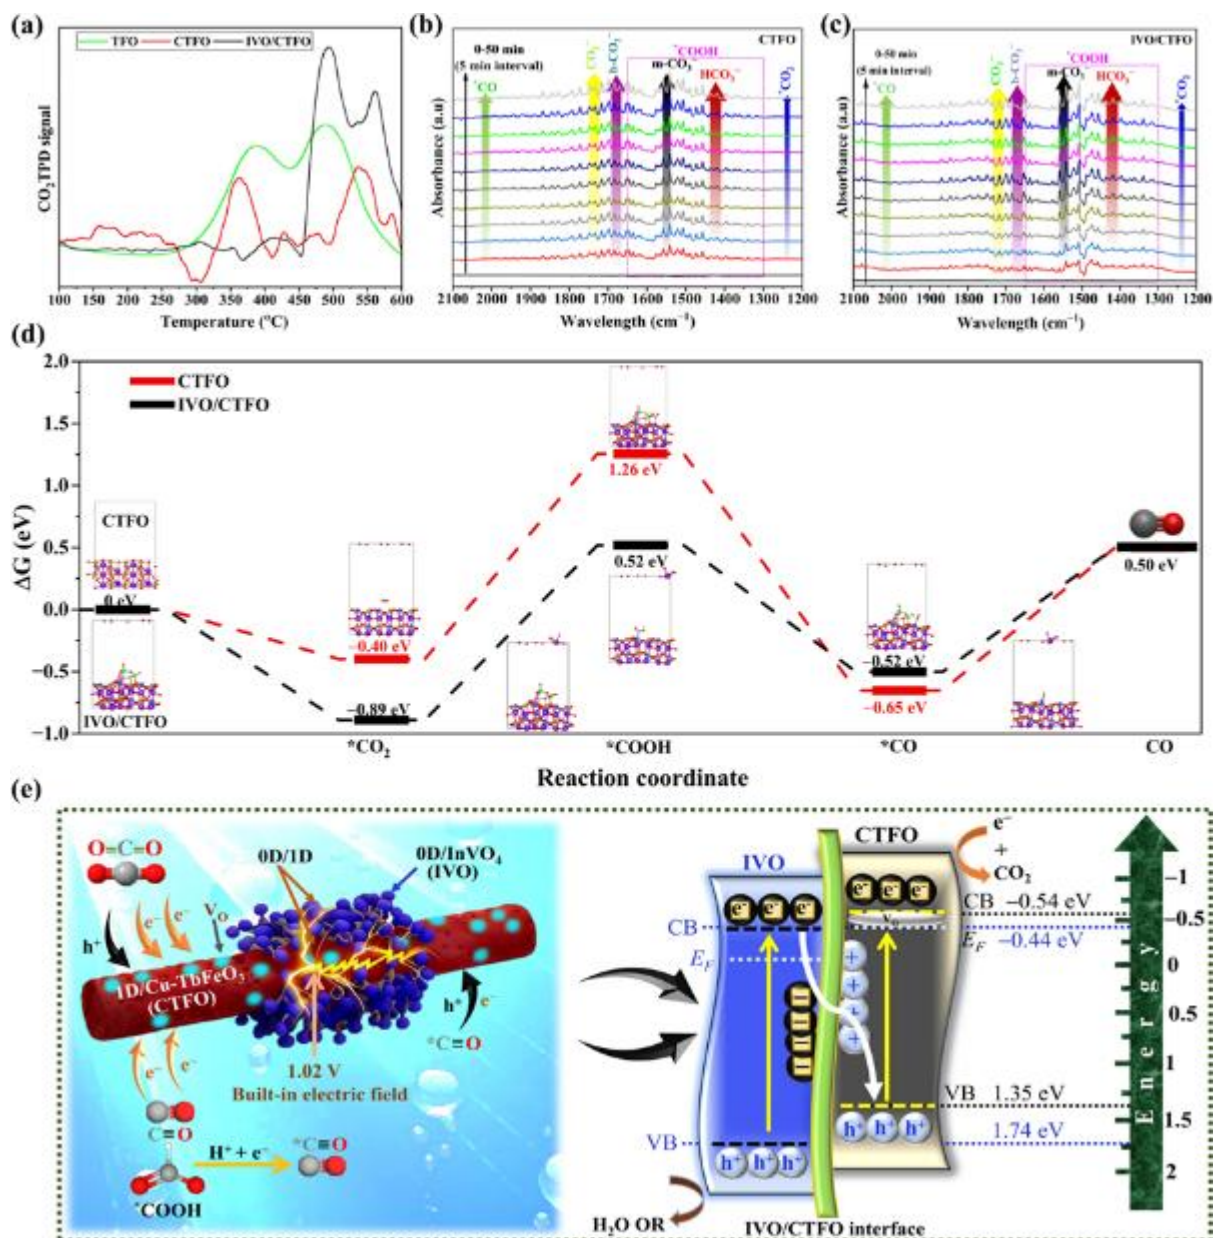 (a)
TFO CTFO IVO/CTFO
CO₂TPD signal
100 150 200 250 300 350 400 450 500 550 600
Temperature (°C)
(b)
CTFO
0-50 min
(5 min interval)
*CO
CO₃⁻
b-CO₃⁻
m-CO₃⁻
*COOH
HCO₃⁻
*CO₂
Absorbance (a.u)
2100 2000 1800 1700 1600 1500 1400 1300 1200
Wavelength (cm⁻¹)
(c)
IVO/CTFO
0-50 min
(5 min interval)
*CO
CO₃⁻
b-CO₃⁻
m-CO₃⁻
*COOH
HCO₃⁻
*CO₂
Absorbance (a.u)
2100 2000 1800 1700 1600 1500 1400 1300 1200
Wavelength (cm⁻¹)
(d)
CTFO
IVO/CTFO
ΔG (eV)
2.0
1.5
1.0
0.5
0.0
−0.5
−1.0
CTFO
0 eV
IVO/CTFO
−0.40 eV
−0.89 eV
1.26 eV
0.52 eV
−0.52 eV
−0.65 eV
0.50 eV
*CO₂ *COOH *CO CO
Reaction coordinate
(e)
O=C=O
h⁺
e⁻ e⁻
V₀
0D/1D
0D/InVO₄
(IVO)
1D/Cu-TbFeO₃
(CTFO)
h⁺ e⁻
*C≡O
e⁻ e⁻
1.02 V
Built-in electric field
C=O
H⁺ + e⁻
*C≡O
*COOH
IVO
CTFO
e⁻
+
CO₂
e⁻ e⁻ e⁻
e⁻ e⁻ e⁻
CB
CB −0.54 eV
E_F
E_F −0.44 eV
VB 1.35 eV
1.74 eV
VB
h⁺ h⁺ h⁺
h⁺ h⁺ h⁺
H₂O OR
IVO/CTFO interface
−1
−0.5
0
0.5
1
1.5
2
Energy